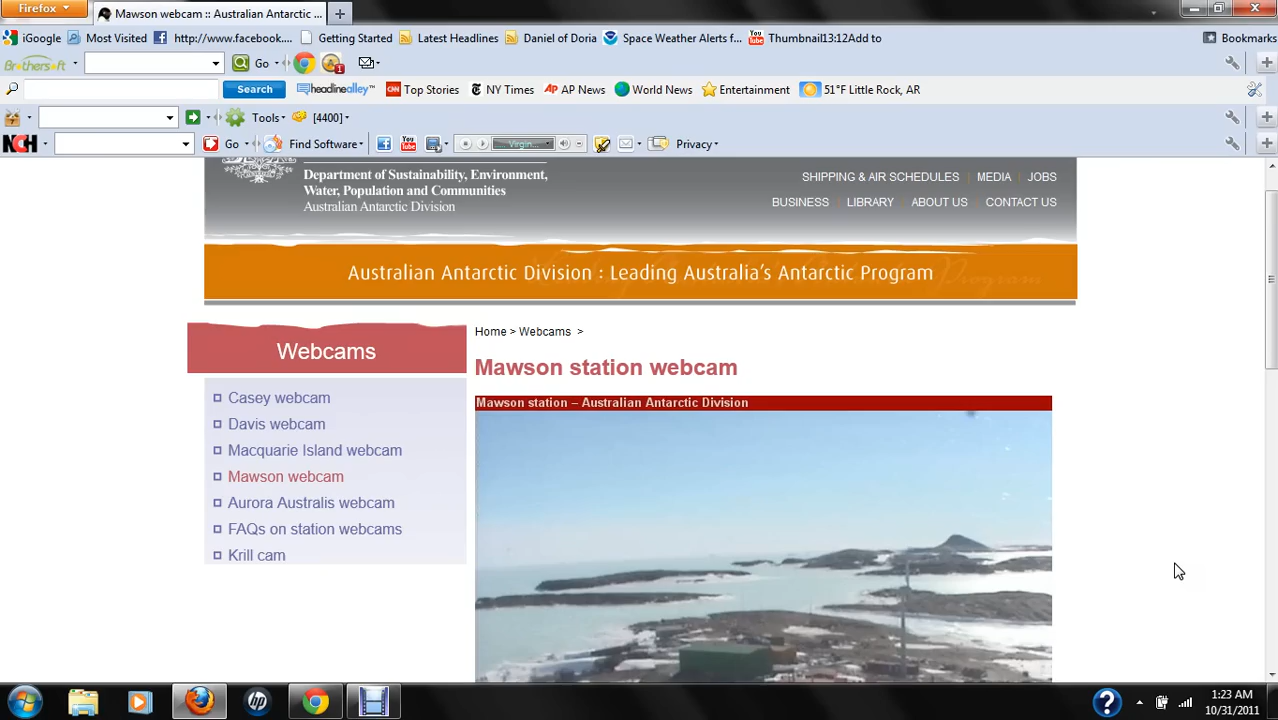 Firefox
Mawson webcam :: Australian Antarctic ...
iGoogle Most Visited http://www.facebook.... Getting Started Latest Headlines Daniel of Doria Space Weather Alerts f... Thumbnail13:12Add to Bookmarks
Brothersoft Go 1
Search headlinealley Top Stories NY Times AP News World News Entertainment 51°F Little Rock, AR
Tools [4400]
NCH Go Find Software Virgin Privacy
Department of Sustainability, Environment, Water, Population and Communities
Australian Antarctic Division
SHIPPING & AIR SCHEDULES MEDIA JOBS
BUSINESS LIBRARY ABOUT US CONTACT US
Australian Antarctic Division : Leading Australia's Antarctic Program
Home > Webcams >
Webcams
Mawson station webcam
Mawson station – Australian Antarctic Division
Casey webcam
Davis webcam
Macquarie Island webcam
Mawson webcam
Aurora Australis webcam
FAQs on station webcams
Krill cam
1:23 AM
10/31/2011